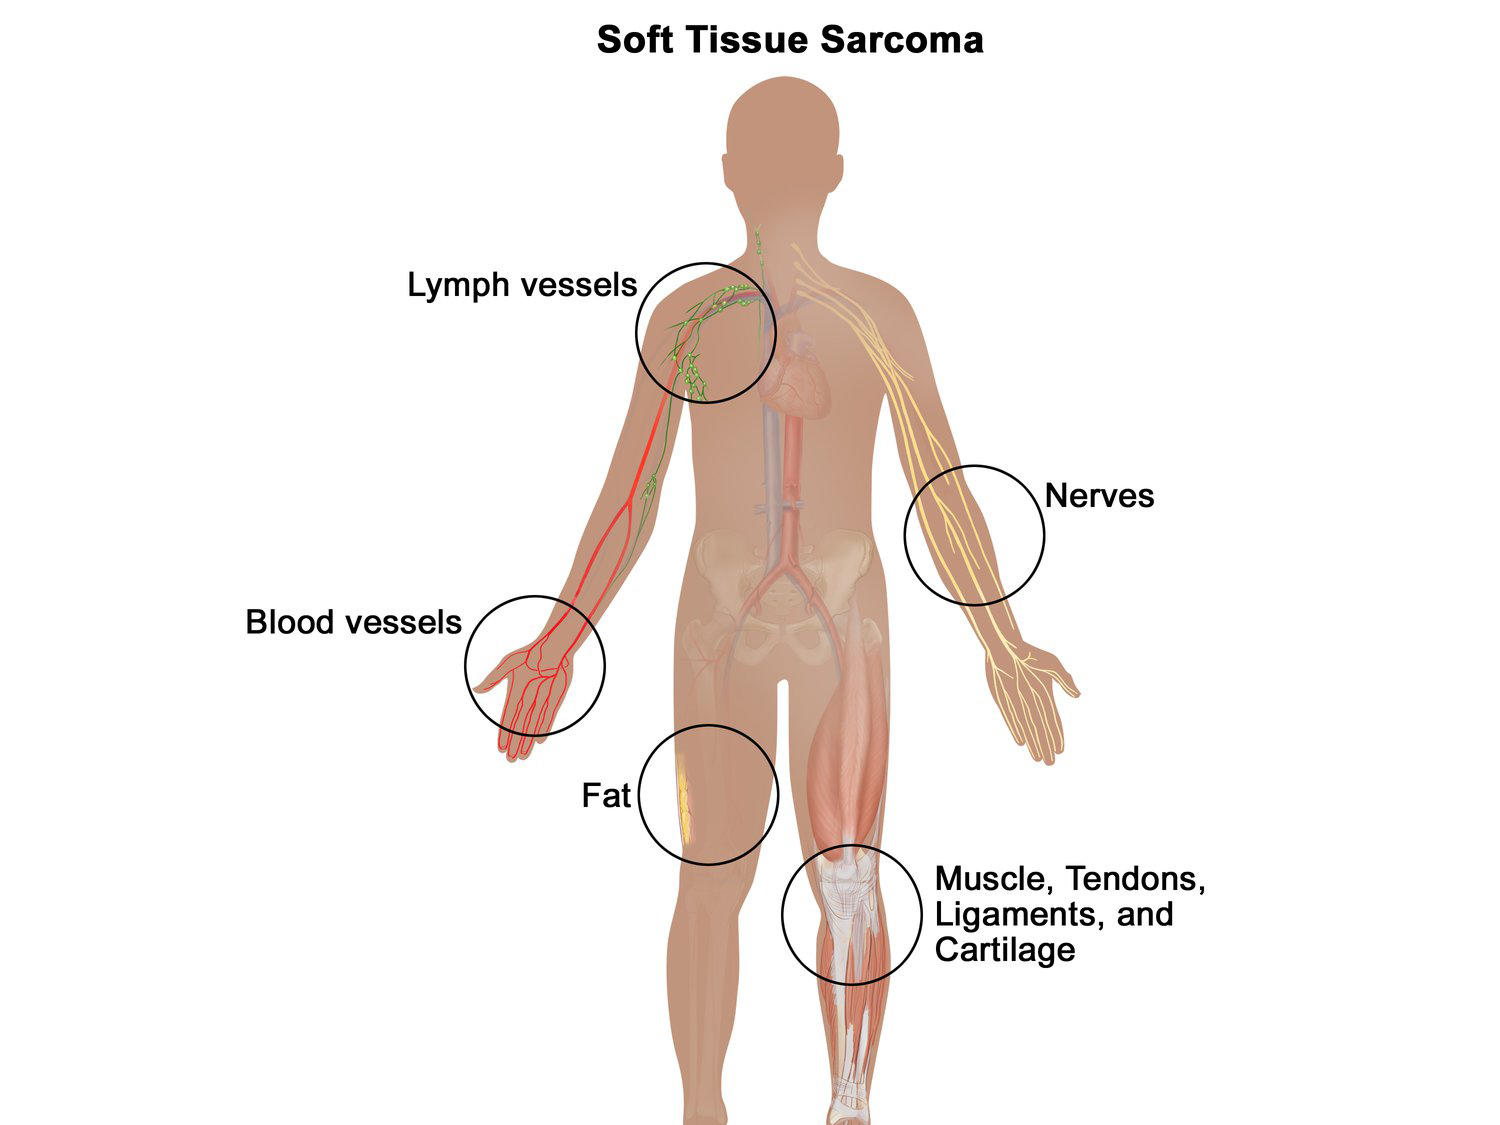 Soft Tissue Sarcoma
Lymph vessels
Nerves
Blood vessels
Fat
Muscle, Tendons,
Ligaments, and
Cartilage